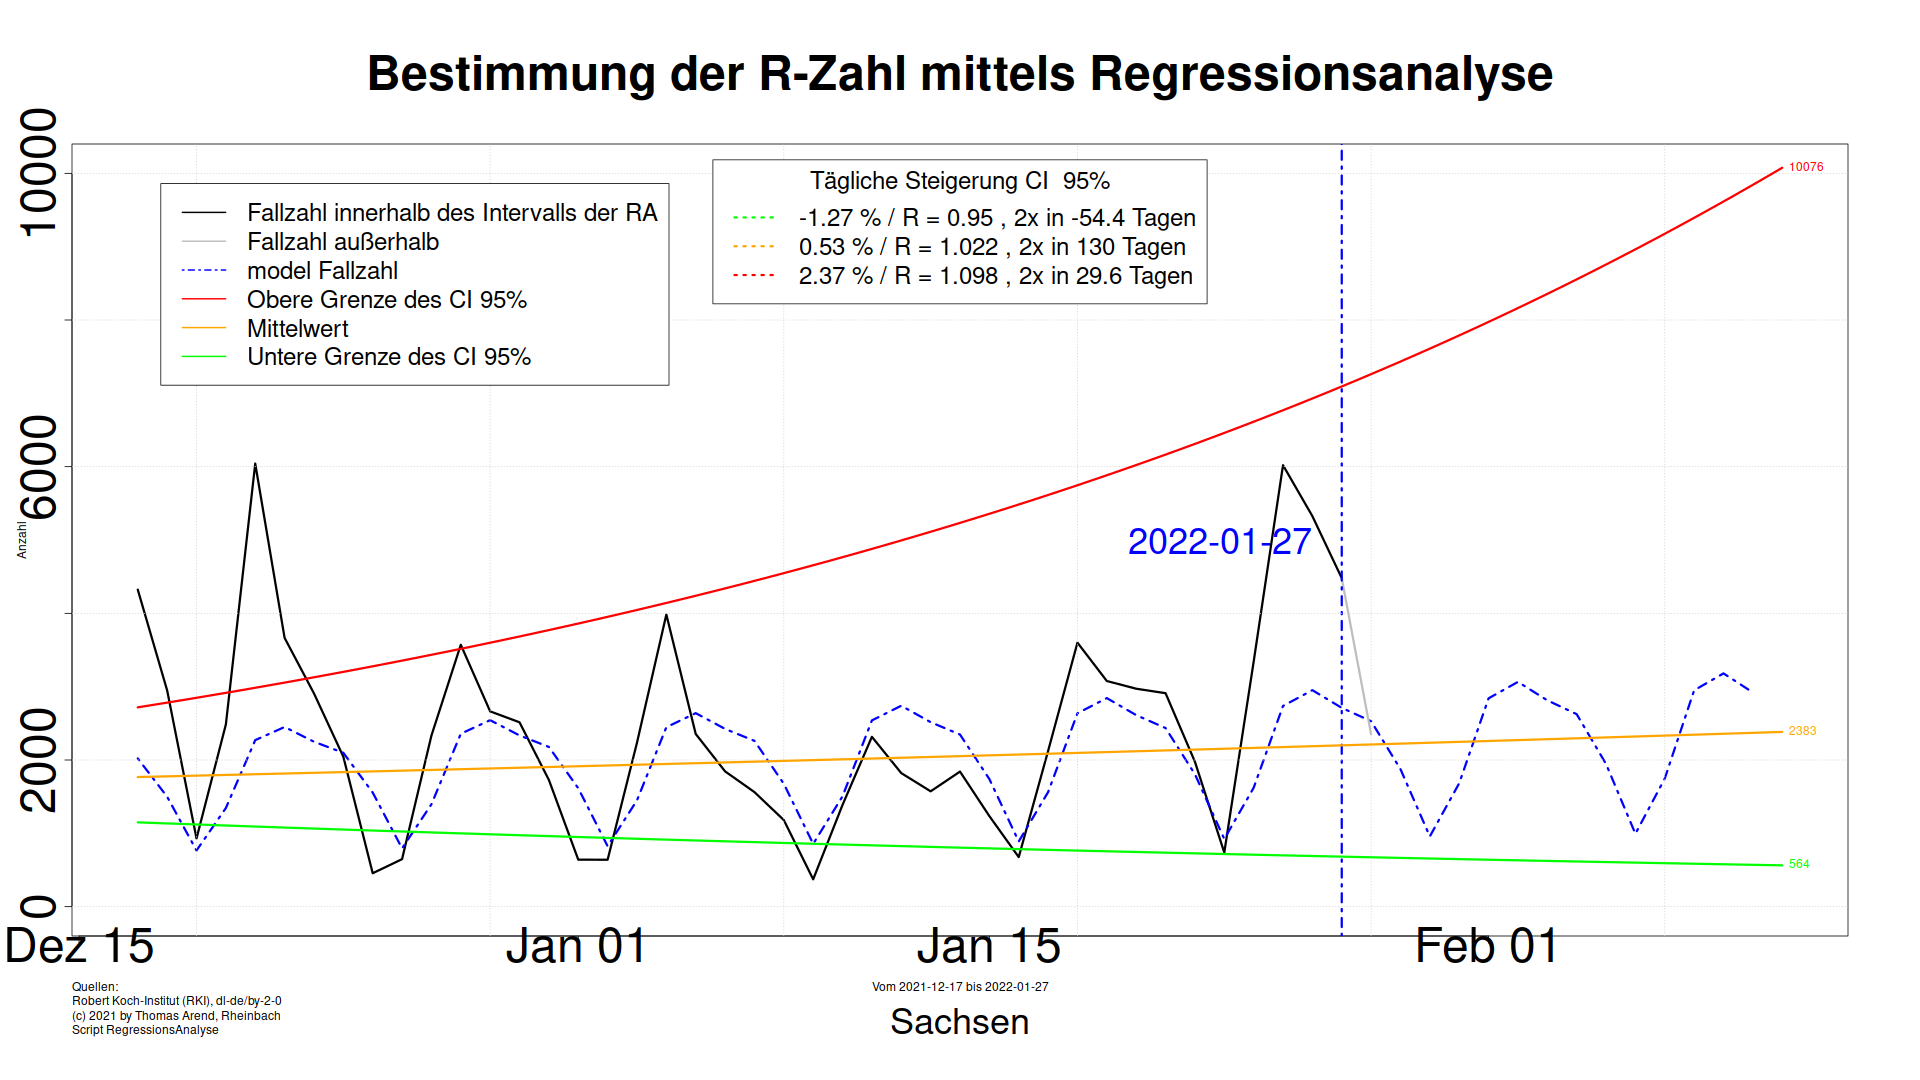 Bestimmung der R-Zahl mittels Regressionsanalyse
10000
6000
2000
0
Anzahl
Fallzahl innerhalb des Intervalls der RA
Fallzahl außerhalb
model Fallzahl
Obere Grenze des CI 95%
Mittelwert
Untere Grenze des CI 95%
Tägliche Steigerung CI  95%
-1.27 % / R = 0.95 , 2x in -54.4 Tagen
0.53 % / R = 1.022 , 2x in 130 Tagen
2.37 % / R = 1.098 , 2x in 29.6 Tagen
10076
2022-01-27
2383
564
Dez 15
Jan 01
Jan 15
Feb 01
Quellen:
Robert Koch-Institut (RKI), dl-de/by-2-0
(c) 2021 by Thomas Arend, Rheinbach
Script RegressionsAnalyse
Vom 2021-12-17 bis 2022-01-27
Sachsen